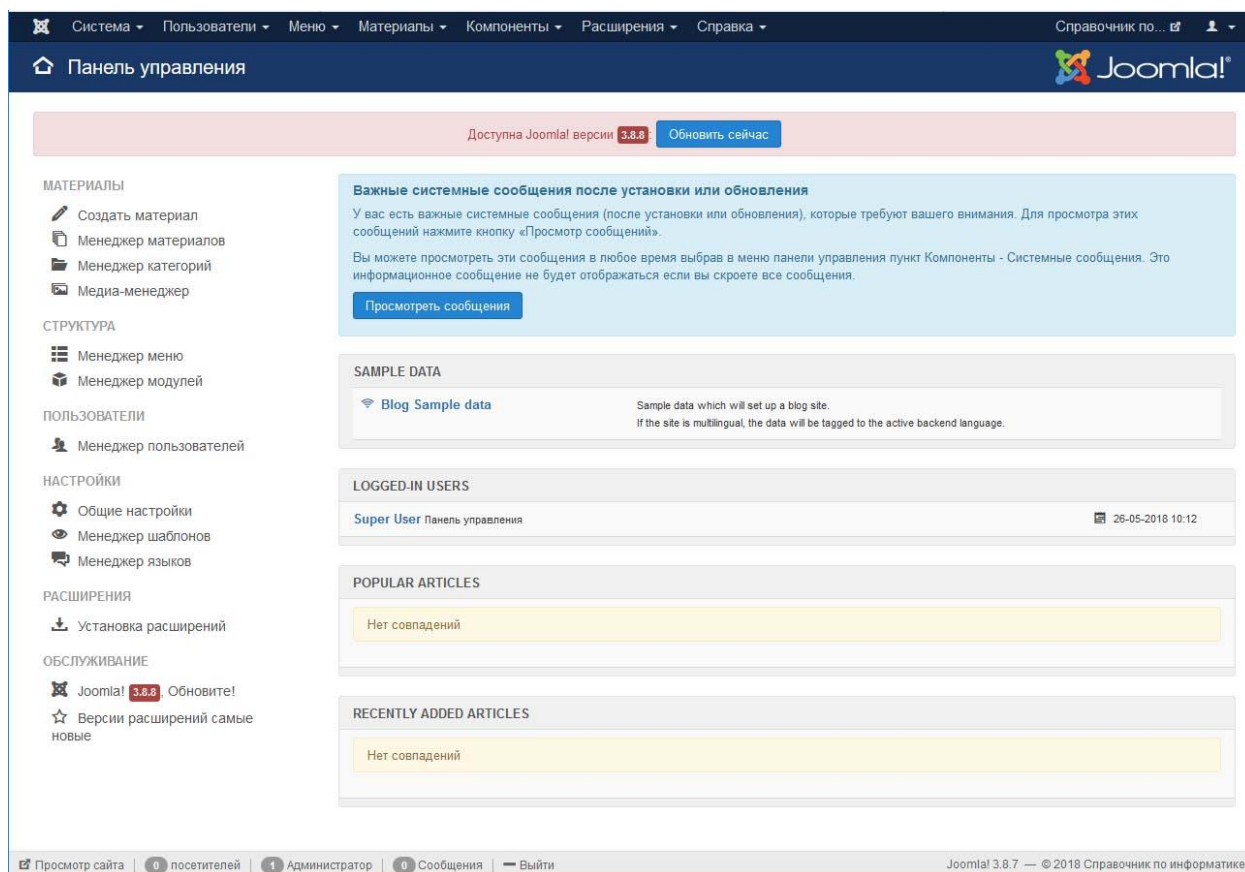 Система Пользователи Меню Материалы Компоненты Расширения Справка Справочник по...
Панель управления
Joomla!®
Доступна Joomla! версии 3.8.8: Обновить сейчас
МАТЕРИАЛЫ
Создать материал
Менеджер материалов
Менеджер категорий
Медиа-менеджер
СТРУКТУРА
Менеджер меню
Менеджер модулей
ПОЛЬЗОВАТЕЛИ
Менеджер пользователей
НАСТРОЙКИ
Общие настройки
Менеджер шаблонов
Менеджер языков
РАСШИРЕНИЯ
Установка расширений
ОБСЛУЖИВАНИЕ
Joomla! 3.8.8, Обновите!
Версии расширений самые
новые
Важные системные сообщения после установки или обновления
У вас есть важные системные сообщения (после установки или обновления), которые требуют вашего внимания. Для просмотра этих
сообщений нажмите кнопку «Просмотр сообщений».
Вы можете просмотреть эти сообщения в любое время выбрав в меню панели управления пункт Компоненты - Системные сообщения. Это
информационное сообщение не будет отображаться если вы скроете все сообщения.
Просмотреть сообщения
SAMPLE DATA
Blog Sample data
Sample data which will set up a blog site.
If the site is multilingual, the data will be tagged to the active backend language.
LOGGED-IN USERS
Super User Панель управления 26-05-2018 10:12
POPULAR ARTICLES
Нет совпадений
RECENTLY ADDED ARTICLES
Нет совпадений
Просмотр сайта | 0 посетителей | 1 Администратор | 0 Сообщения | Выйти
Joomla! 3.8.7 — © 2018 Справочник по информатике